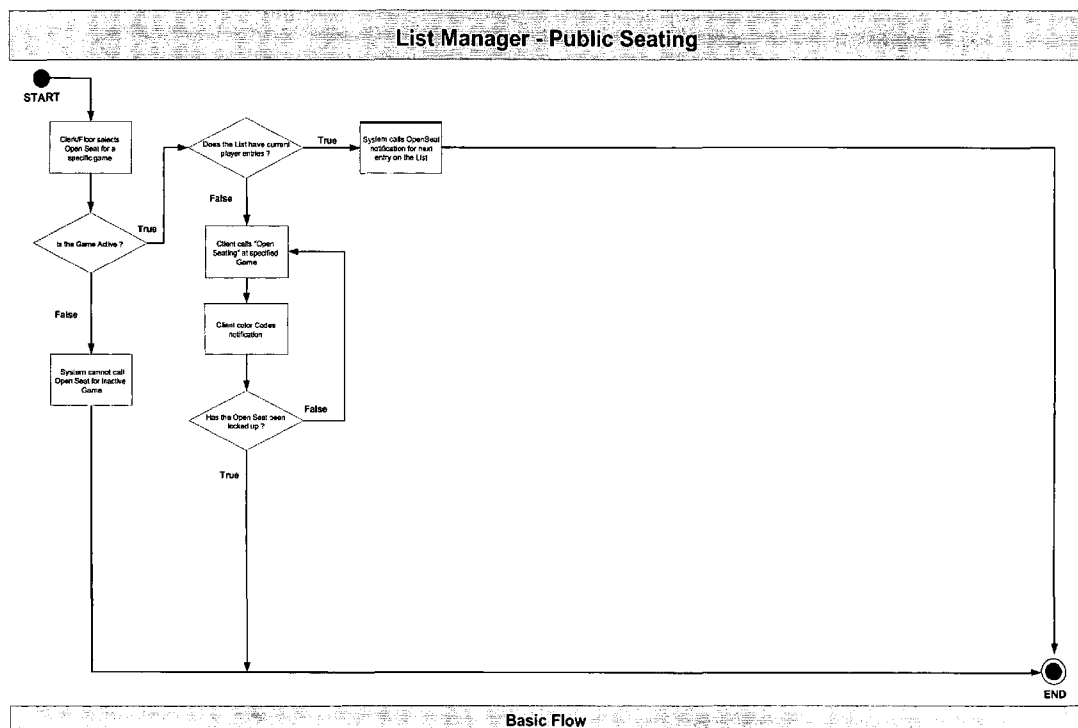 List Manager - Public Seating
START
Clerk/Floor selects
Open Seat for a
specific game
Does the List have current
player entries ?
True
System calls OpenSeat
notification for next
entry on the List
False
True
Is the Game Active ?
Client calls "Open
Seating" at specified
Game
False
Client color Codes
notification
System cannot call
Open Seat for Inactive
Game
Has the Open Seat been
locked up ?
False
True
END
Basic Flow